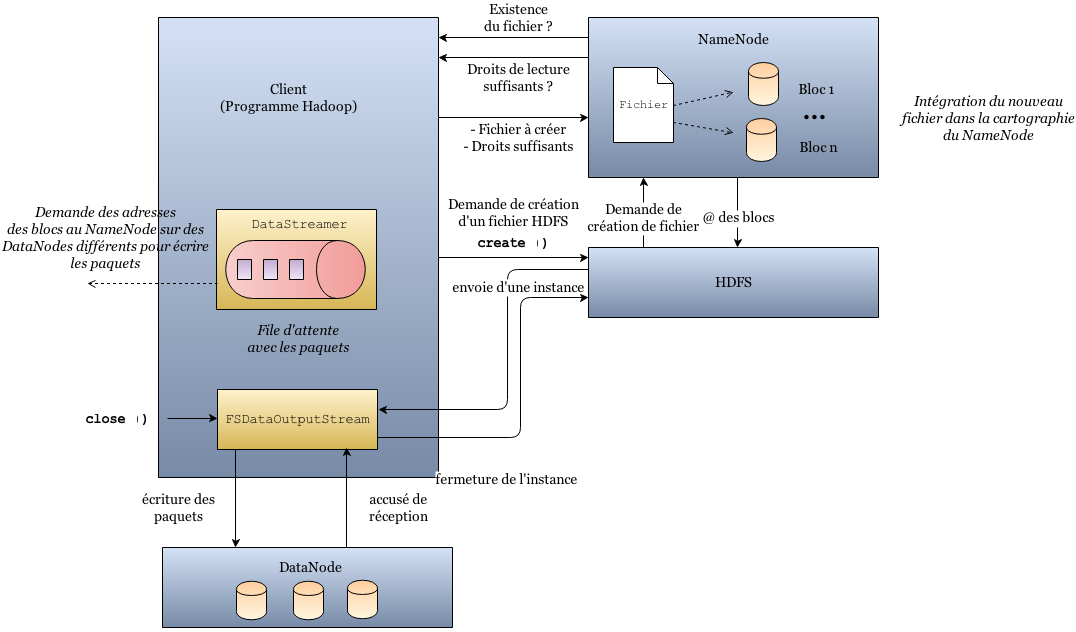 Existence
du fichier ?
Droits de lecture
suffisants ?
- Fichier à créer
- Droits suffisants
Client
(Programme Hadoop)
NameNode
Fichier
Bloc 1
•••
Bloc n
Intégration du nouveau
fichier dans la cartographie
du NameNode
Demande des adresses
des blocs au NameNode sur des
DataNodes différents pour écrire
les paquets
DataStreamer
File d'attente
avec les paquets
Demande de création
d'un fichier HDFS
create ()
Demande de
création de fichier
@ des blocs
HDFS
envoie d'une instance
close ()
FSDataOutputStream
fermeture de l'instance
écriture des
paquets
accusé de
réception
DataNode